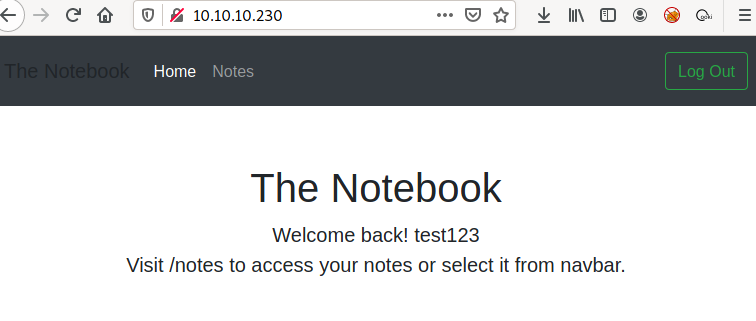 10.10.10.230
The Notebook Home Notes Log Out
The Notebook
Welcome back! test123
Visit /notes to access your notes or select it from navbar.